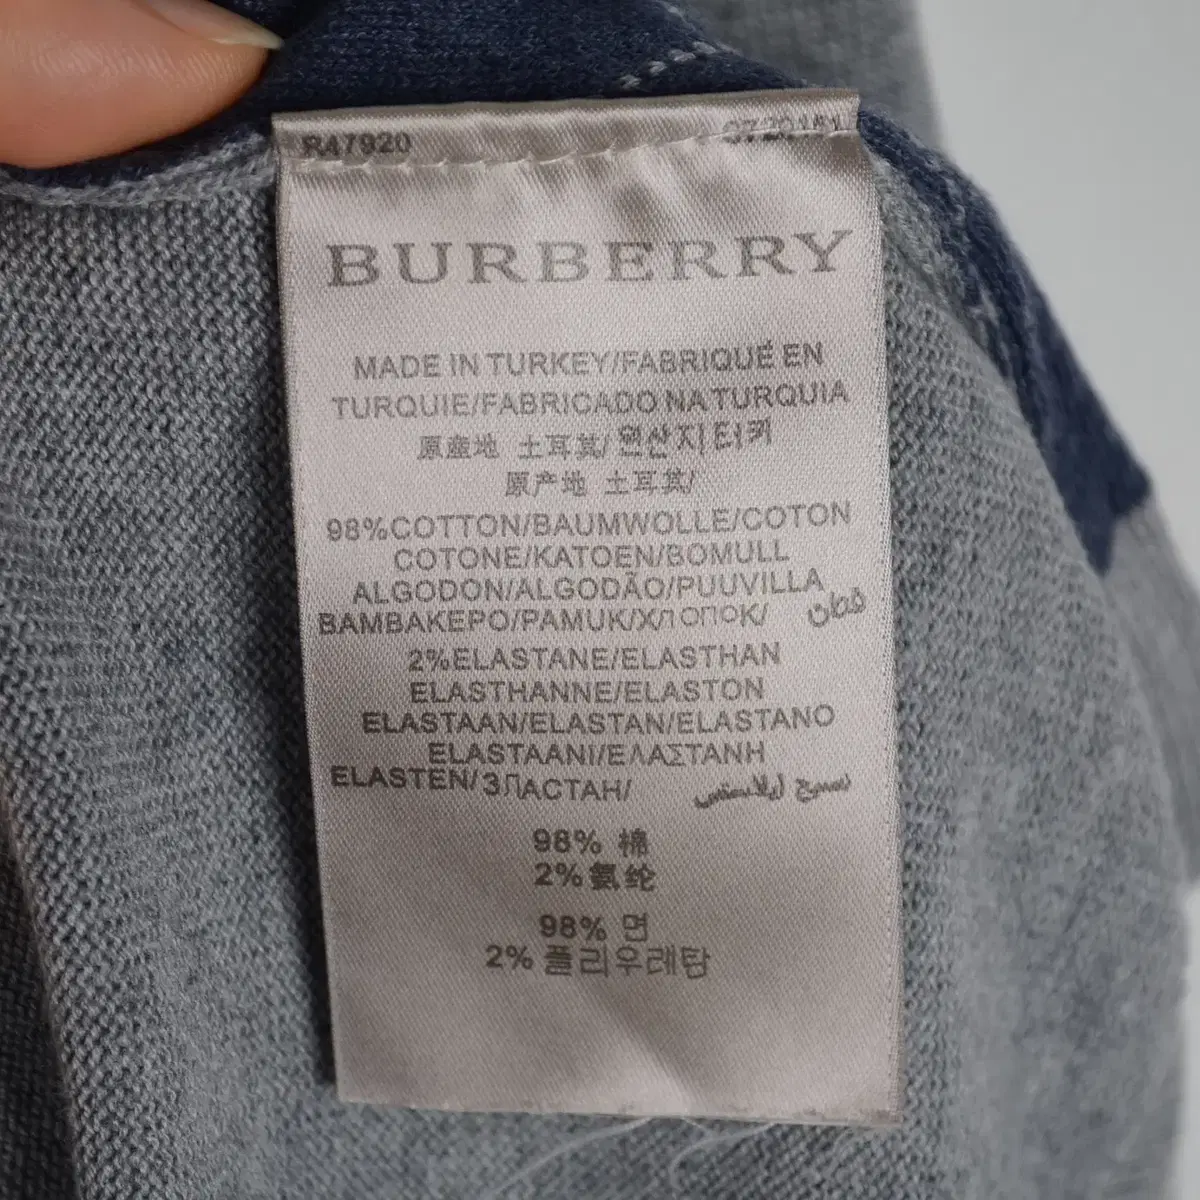 R47920
BURBERRY
MADE IN TURKEY/FABRIQUÉ EN
TURQUIE/FABRICADO NA TURQUIA
原産地 土耳其/원산지터키
原产地 土耳其/
98%COTTON/BAUMWOLLE/COTON
COTONE/KATOEN/BOMULL
ALGODON/ALGODÃO/PUUVILLA
BAMBAKEPO/PAMUK/ХЛОПОК/ قطن
2%ELASTANE/ELASTHAN
ELASTHANNE/ELASTON
ELASTAAN/ELASTAN/ELASTANO
ELASTAANI/ΕΛΑΣΤΑΝΗ
ELASTEN/ЗЛАСТАН/ نسيج إيلاستيني
98% 棉
2% 氨纶
98% 면
2% 폴리우레탄